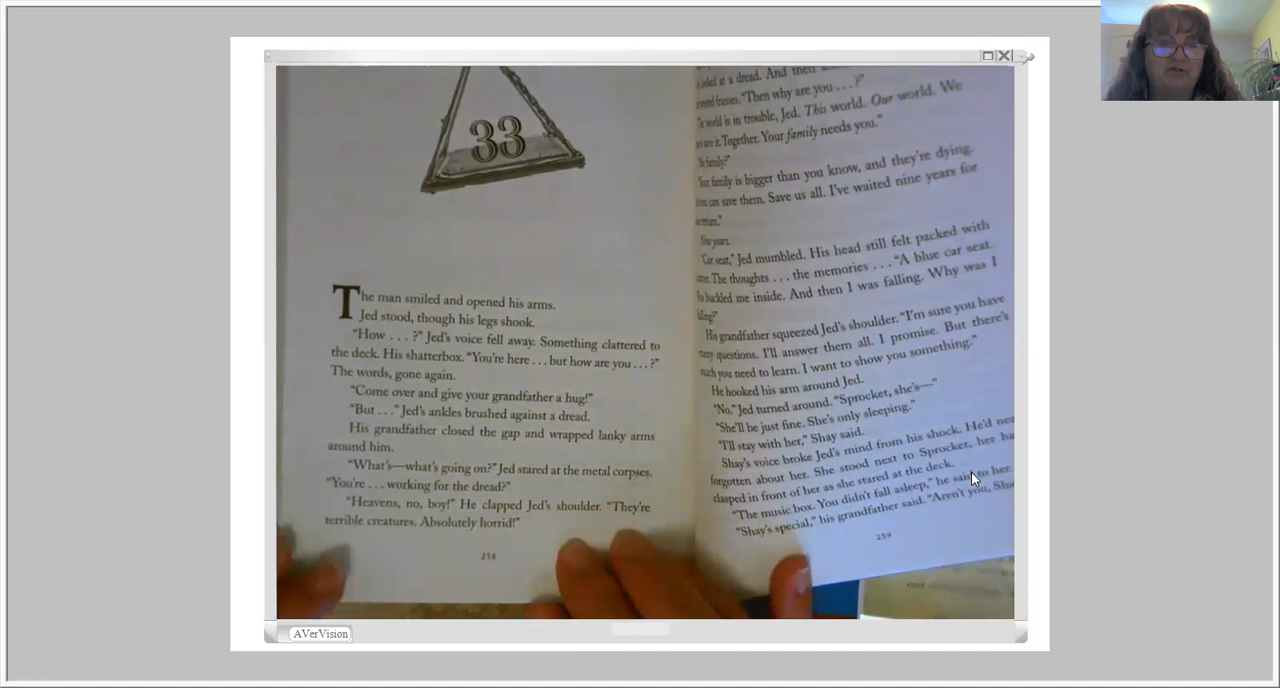 33
The man smiled and opened his arms.
Jed stood, though his legs shook.
"How . . . ?" Jed's voice fell away. Something clattered to
the deck. His shatterbox. "You're here . . . but how are you . . . ?"
The words, gone again.
"Come over and give your grandfather a hug!"
"But . . ." Jed's ankles brushed against a dread.
His grandfather closed the gap and wrapped lanky arms
around him.
"What's—what's going on?" Jed stared at the metal corpses.
"You're . . . working for the dread?"
"Heavens, no, boy!" He clapped Jed's shoulder. "They're
terrible creatures. Absolutely horrid!"
258
at a dread. And then
frames. "Then why are you . . . ?"
world is in trouble, Jed. This world. Our world. We
it. Together. Your family needs you."
family?"
family is bigger than you know, and they're dying.
can save them. Save us all. I've waited nine years for
return."
Nine years.
"Car seat," Jed mumbled. His head still felt packed with
The thoughts . . . the memories . . . "A blue car seat.
buckled me inside. And then I was falling. Why was I
falling?"
His grandfather squeezed Jed's shoulder. "I'm sure you have
many questions. I'll answer them all. I promise. But there's
much you need to learn. I want to show you something."
He hooked his arm around Jed.
"No." Jed turned around. "Sprocket, she's—"
"She'll be just fine. She's only sleeping."
"I'll stay with her," Shay said.
Shay's voice broke Jed's mind from his shock. He'd
forgotten about her. She stood next to Sprocket, her
clasped in front of her as she stared at the deck.
"The music box. You didn't fall asleep," he said to her.
"Shay's special," his grandfather said. "Aren't you,
259
AVerVision